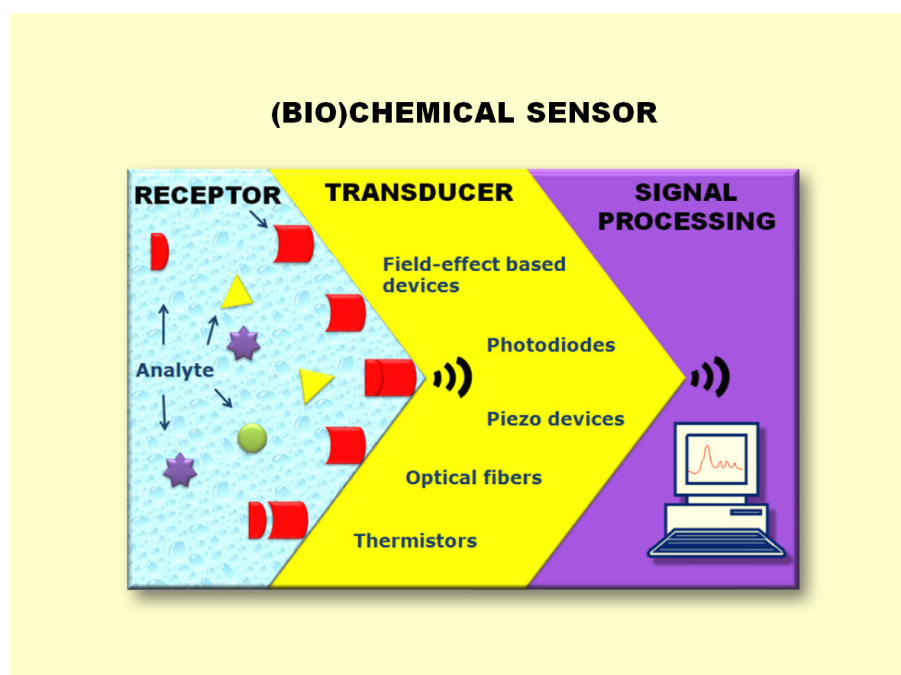 (BIO)CHEMICAL SENSOR
RECEPTOR
TRANSDUCER
SIGNAL
PROCESSING
Field-effect based
devices
Photodiodes
Analyte
Piezo devices
Optical fibers
Thermistors